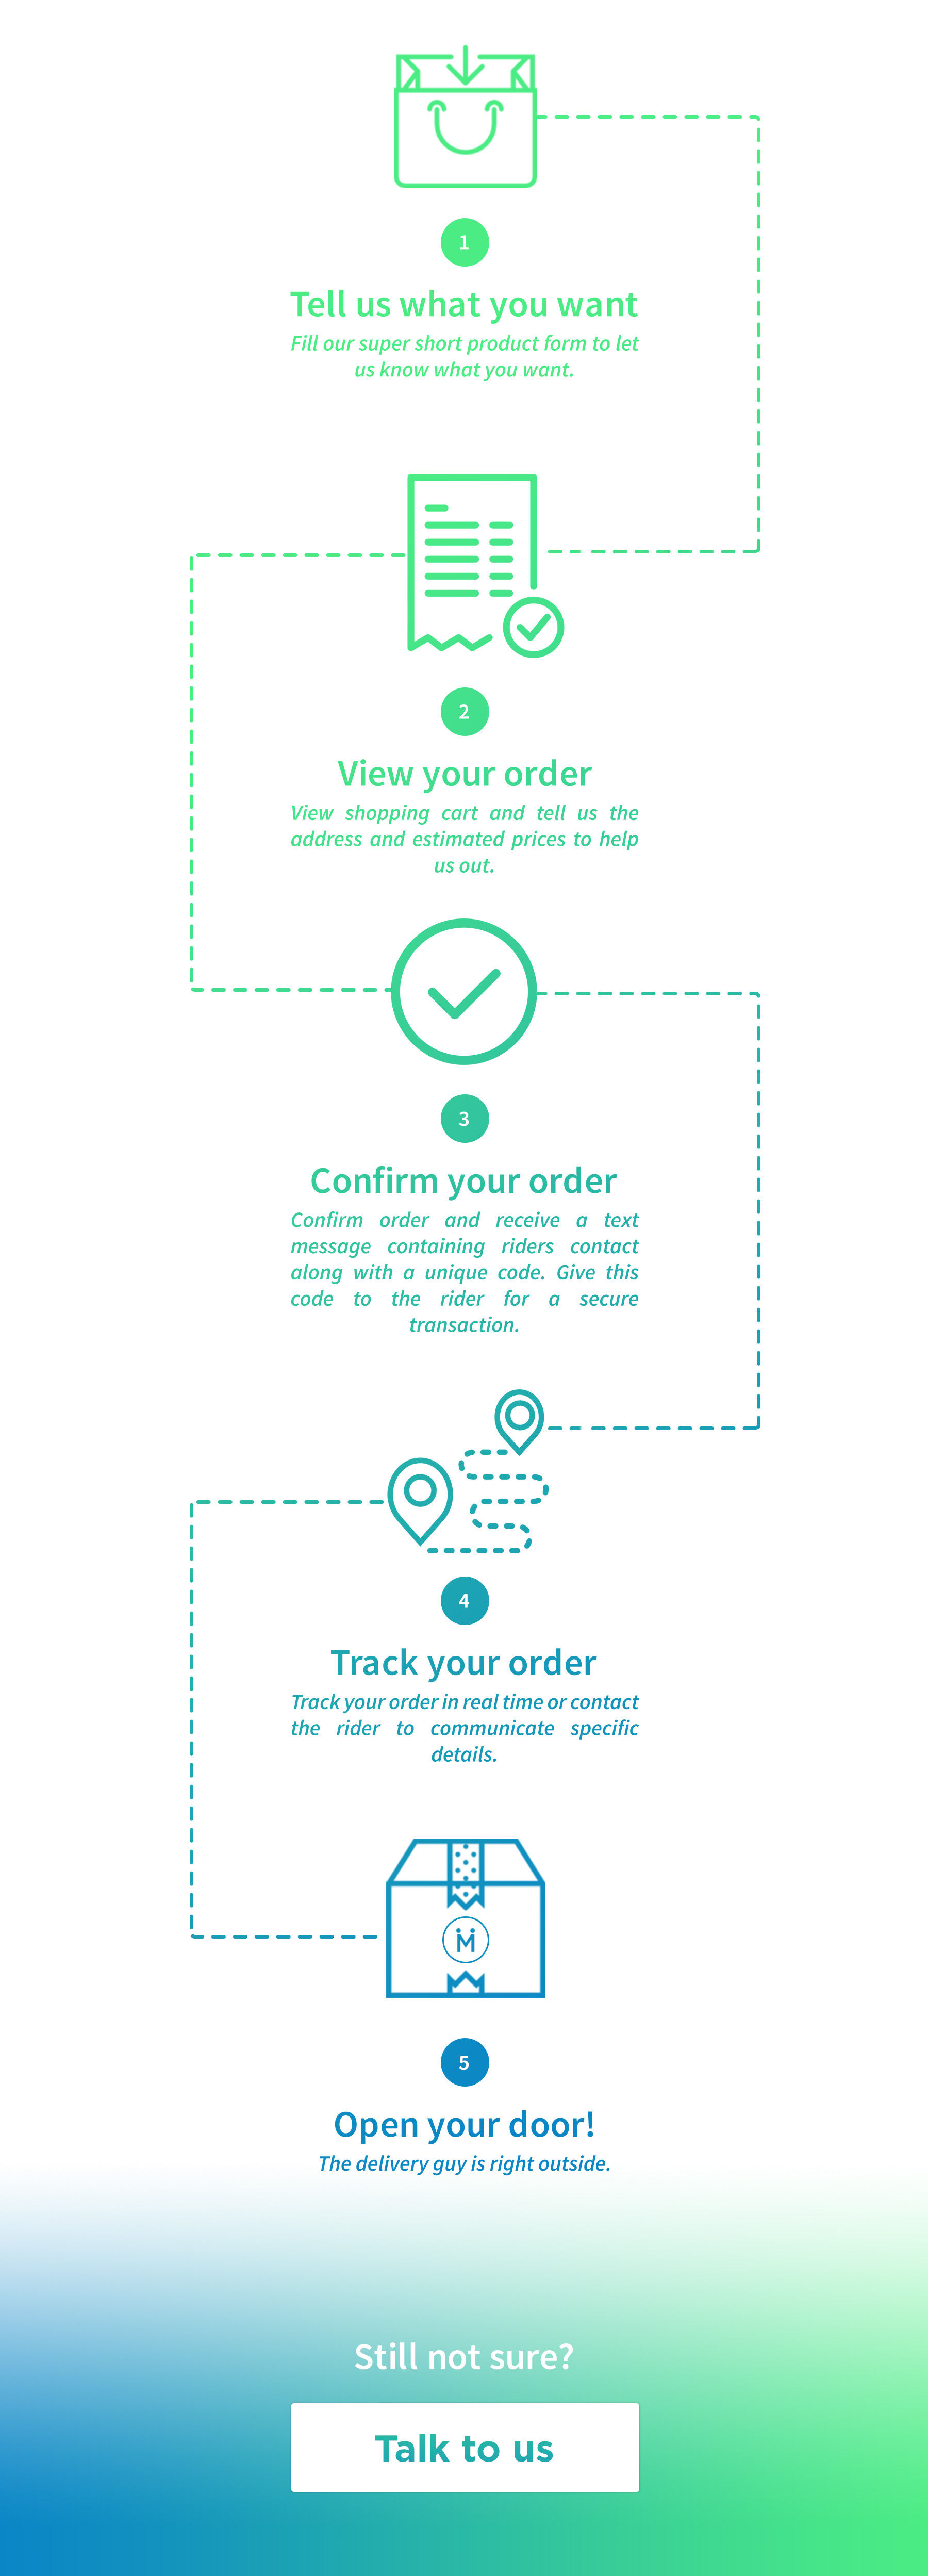 1
Tell us what you want
Fill our super short product form to let
us know what you want.
2
View your order
View shopping cart and tell us the
address and estimated prices to help
us out.
3
Confirm your order
Confirm order and receive a text
message containing riders contact
along with a unique code. Give this
code to the rider for a secure
transaction.
4
Track your order
Track your order in real time or contact
the rider to communicate specific
details.
M
5
Open your door!
The delivery guy is right outside.
Still not sure?
Talk to us